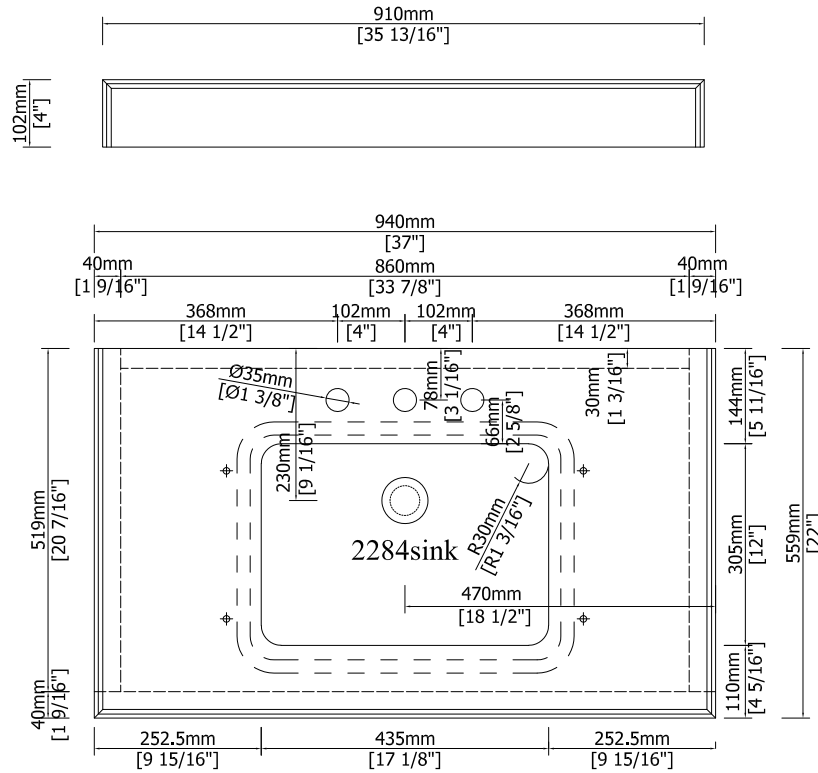 910mm
[35 13/16"]
102mm
[4"]
940mm
[37"]
40mm
[1 9/16"]
860mm
[33 7/8"]
40mm
[1 9/16"]
368mm
[14 1/2"]
102mm
[4"]
102mm
[4"]
368mm
[14 1/2"]
Ø35mm
[Ø1 3/8"]
78mm
[3 1/16"]
66mm
[2 5/8"]
30mm
[1 3/16"]
144mm
[5 11/16"]
230mm
[9 1/16"]
519mm
[20 7/16"]
R30mm
[R1 3/16"]
2284sink
305mm
[12"]
559mm
[22"]
470mm
[18 1/2"]
40mm
[1 9/16"]
110mm
[4 5/16"]
252.5mm
[9 15/16"]
435mm
[17 1/8"]
252.5mm
[9 15/16"]